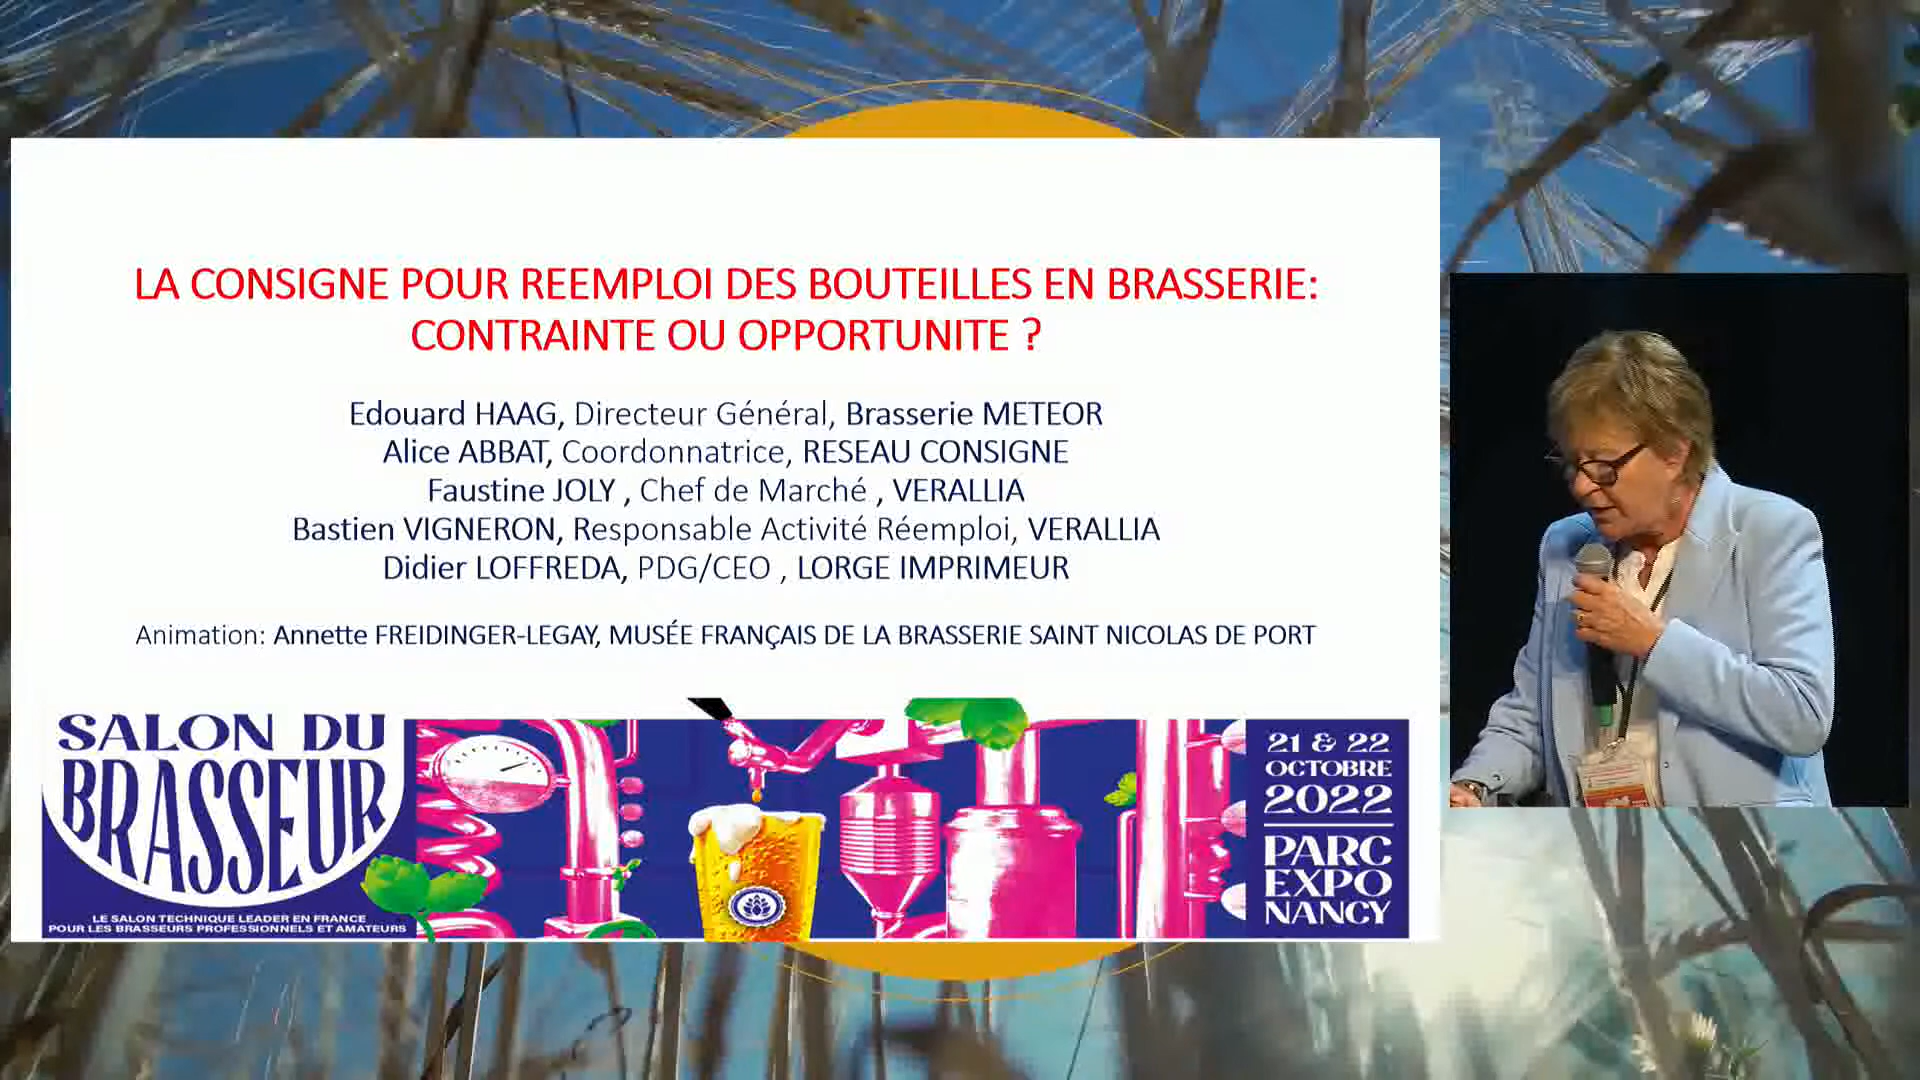 LA CONSIGNE POUR REEMPLOI DES BOUTEILLES EN BRASSERIE:
CONTRAINTE OU OPPORTUNITE ?
Edouard HAAG, Directeur Général, Brasserie METEOR
Alice ABBAT, Coordonnatrice, RESEAU CONSIGNE
Faustine JOLY , Chef de Marché , VERALLIA
Bastien VIGNERON, Responsable Activité Réemploi, VERALLIA
Didier LOFFREDA, PDG/CEO , LORGE IMPRIMEUR
Animation: Annette FREIDINGER-LEGAY, MUSÉE FRANÇAIS DE LA BRASSERIE SAINT NICOLAS DE PORT
SALON DU
BRASSEUR
LE SALON TECHNIQUE LEADER EN FRANCE
POUR LES BRASSEURS PROFESSIONNELS ET AMATEURS
21 & 22
OCTOBRE
2022
PARC
EXPO
NANCY